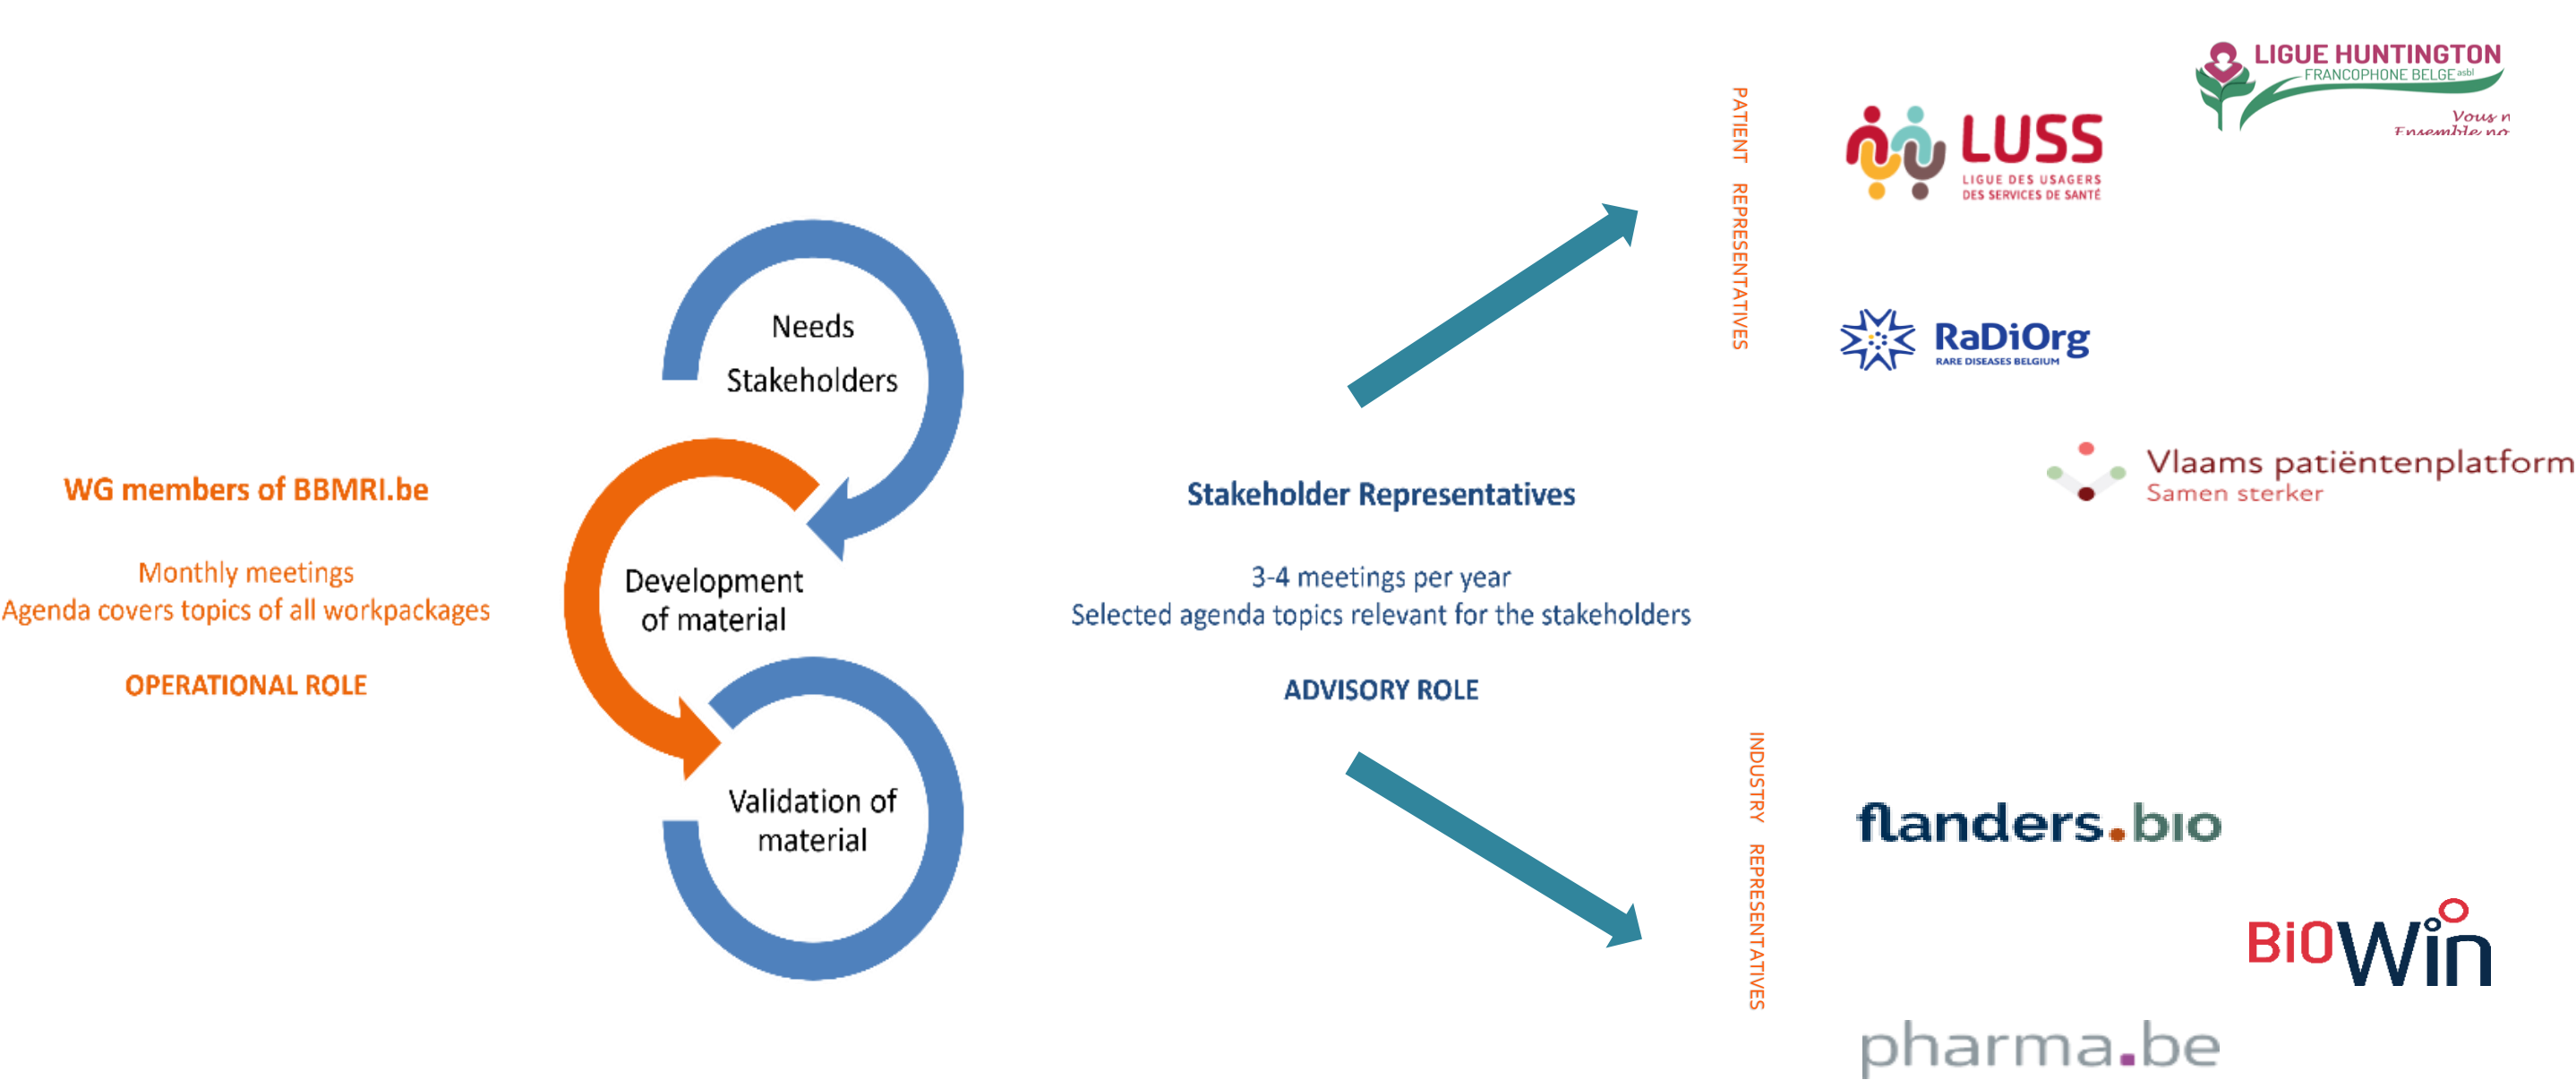 WG members of BBMRI.be
Monthly meetings
Agenda covers topics of all workpackages
OPERATIONAL ROLE
Needs
Stakeholders
Development
of material
Validation of
material
Stakeholder Representatives
3-4 meetings per year
Selected agenda topics relevant for the stakeholders
ADVISORY ROLE
PATIENT REPRESENTATIVES
LIGUE HUNTINGTON
FRANCOPHONE BELGE asbl
Vous n
Ensemble no
LUSS
LIGUE DES USAGERS
DES SERVICES DE SANTÉ
RaDiOrg
RARE DISEASES BELGIUM
Vlaams patiëntenplatform
Samen sterker
INDUSTRY REPRESENTATIVES
flanders.bio
BiOWin
pharma.be